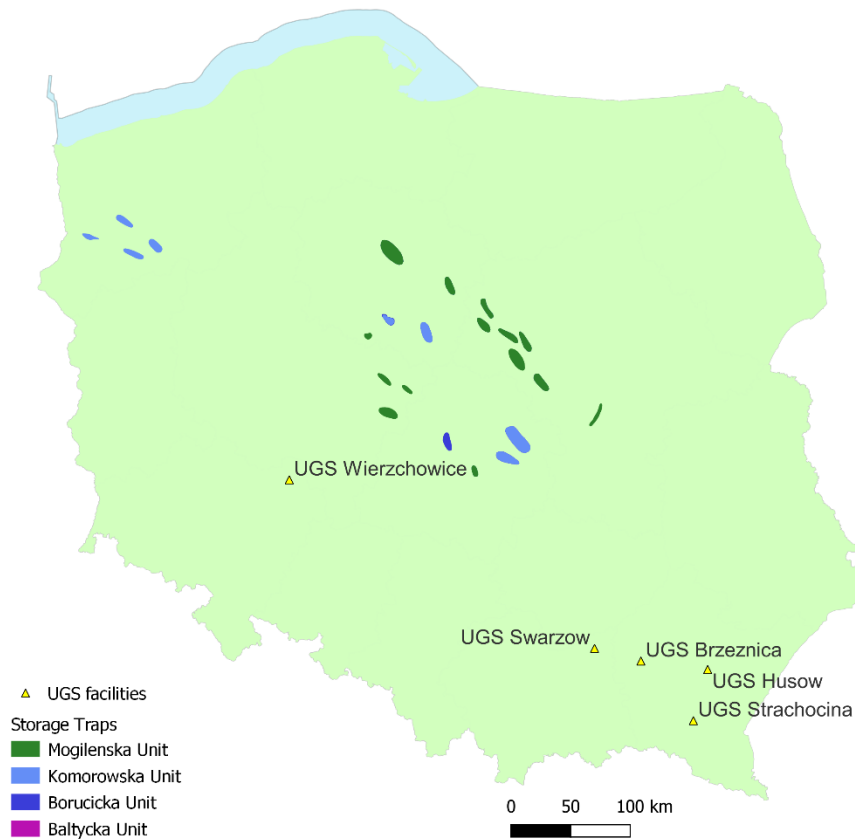 UGS Wierzchowice
UGS Swarzow
UGS Brzeznica
UGS Husow
UGS Strachocina
UGS facilities
Storage Traps
Mogilenska Unit
Komorowska Unit
Borucicka Unit
Baltycka Unit
0 50 100 km